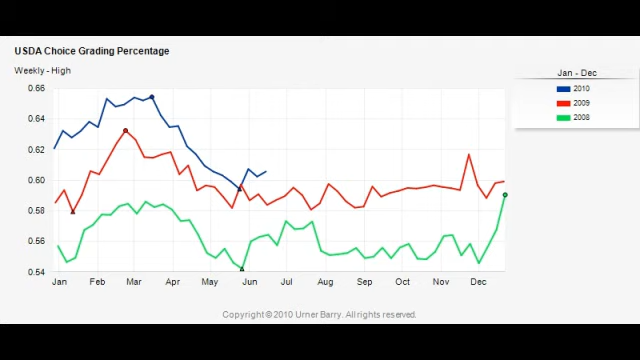 USDA Choice Grading Percentage
Weekly - High
Jan - Dec
2010
2009
2008
0.66
0.64
0.62
0.60
0.58
0.56
0.54
Jan Feb Mar Apr May Jun Jul Aug Sep Oct Nov Dec
Copyright © 2010 Urner Barry. All rights reserved.